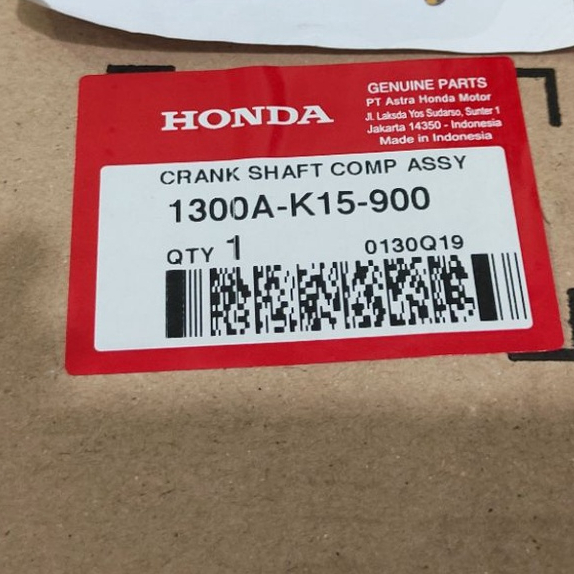 HONDA
GENUINE PARTS
PT Astra Honda Motor
Jl. Laksda Yos Sudarso, Sunter 1
Jakarta 14350 - Indonesia
Made in Indonesia
CRANK SHAFT COMP ASSY
1300A-K15-900
QTY 1 0130Q19